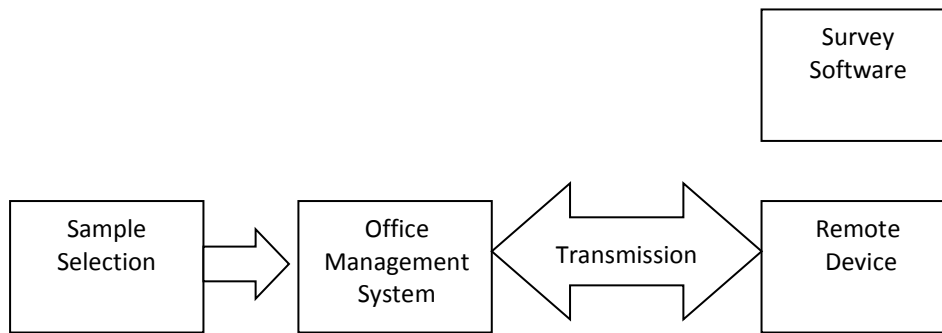 Survey
Software
Sample
Selection
Office
Management
System
Transmission
Remote
Device